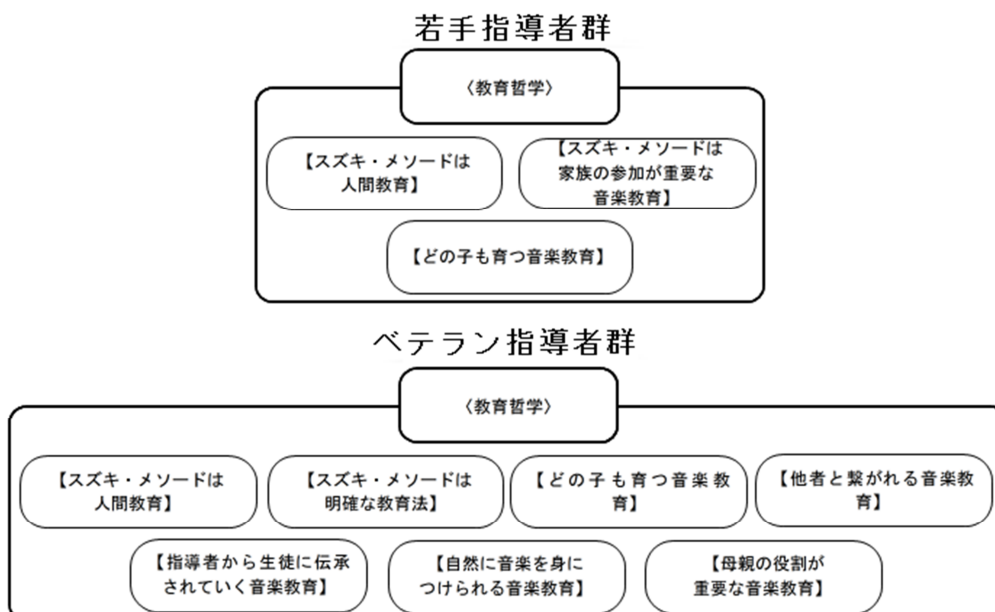 若手指導者群
〈教育哲学〉
【スズキ・メソードは
人間教育】
【スズキ・メソードは
家族の参加が重要な
音楽教育】
【どの子も育つ音楽教育】
ベテラン指導者群
〈教育哲学〉
【スズキ・メソードは
人間教育】
【スズキ・メソードは
明確な教育法】
【どの子も育つ音楽教
育】
【他者と繋がれる音楽教
育】
【指導者から生徒に伝承
されていく音楽教育】
【自然に音楽を身に
つけられる音楽教育】
【母親の役割が
重要な音楽教育】